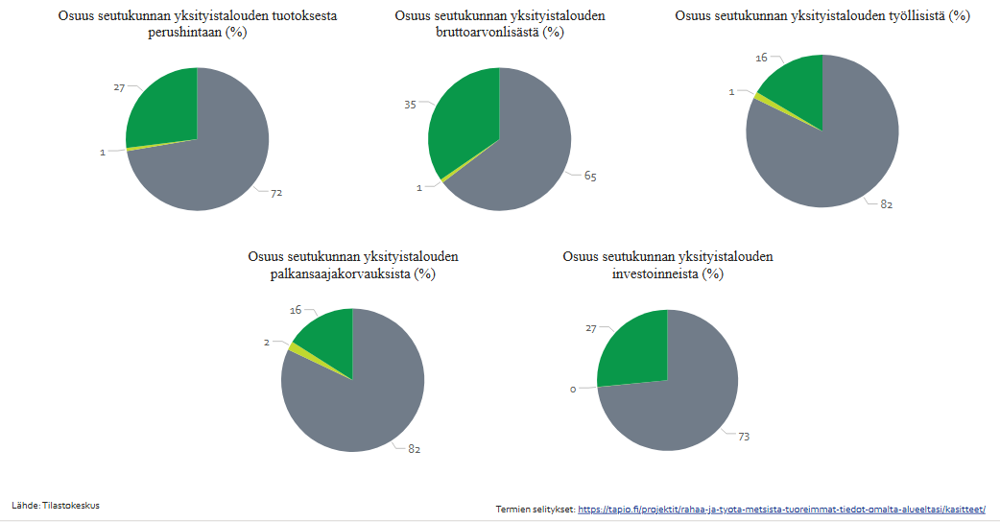 Osuus seutukunnan yksityistalouden tuotoksesta
perushintaan (%)
27
1
72
Osuus seutukunnan yksityistalouden
bruttoarvonlisästä (%)
35
1
65
Osuus seutukunnan yksityistalouden työllisistä (%)
16
1
82
Osuus seutukunnan yksityistalouden
palkansaajakorvauksista (%)
16
2
82
Osuus seutukunnan yksityistalouden
investoinneista (%)
27
0
73
Lähde: Tilastokeskus
Termien selitykset: https://tapio.fi/projektit/rahaa-ja-tyota-metsista-tuoreimmat-tiedot-omalta-alueeltasi/kasitteet/